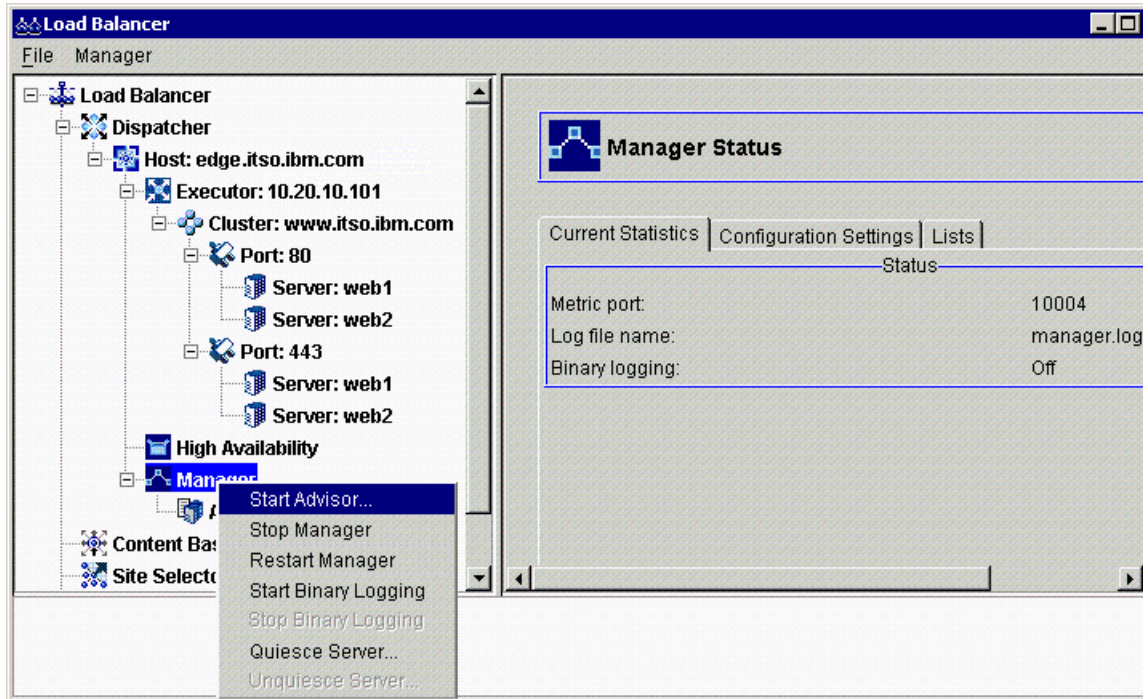 Load Balancer
File Manager
Load Balancer
Dispatcher
Host: edge.itso.ibm.com
Executor: 10.20.10.101
Cluster: www.itso.ibm.com
Port: 80
Server: web1
Server: web2
Port: 443
Server: web1
Server: web2
High Availability
Manager
Content
Site
Start Advisor...
Stop Manager
Restart Manager
Start Binary Logging
Stop Binary Logging
Quiesce Server...
Unquiesce Server...
Manager Status
Current Statistics Configuration Settings Lists
Status
Metric port: 10004
Log file name: manager.log
Binary logging: Off